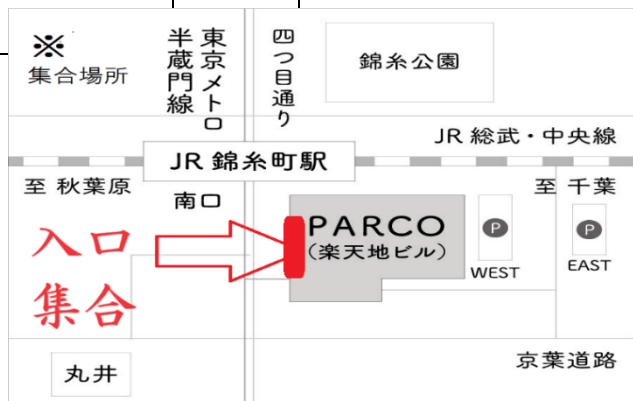 ※
集合場所
東京メトロ
半蔵門線
四つ目通り
錦糸公園
JR 総武・中央線
JR 錦糸町駅
至 秋葉原
至 千葉
南口
入口
集合
PARCO
(楽天地ビル)
P
WEST
P
EAST
京葉道路
丸井